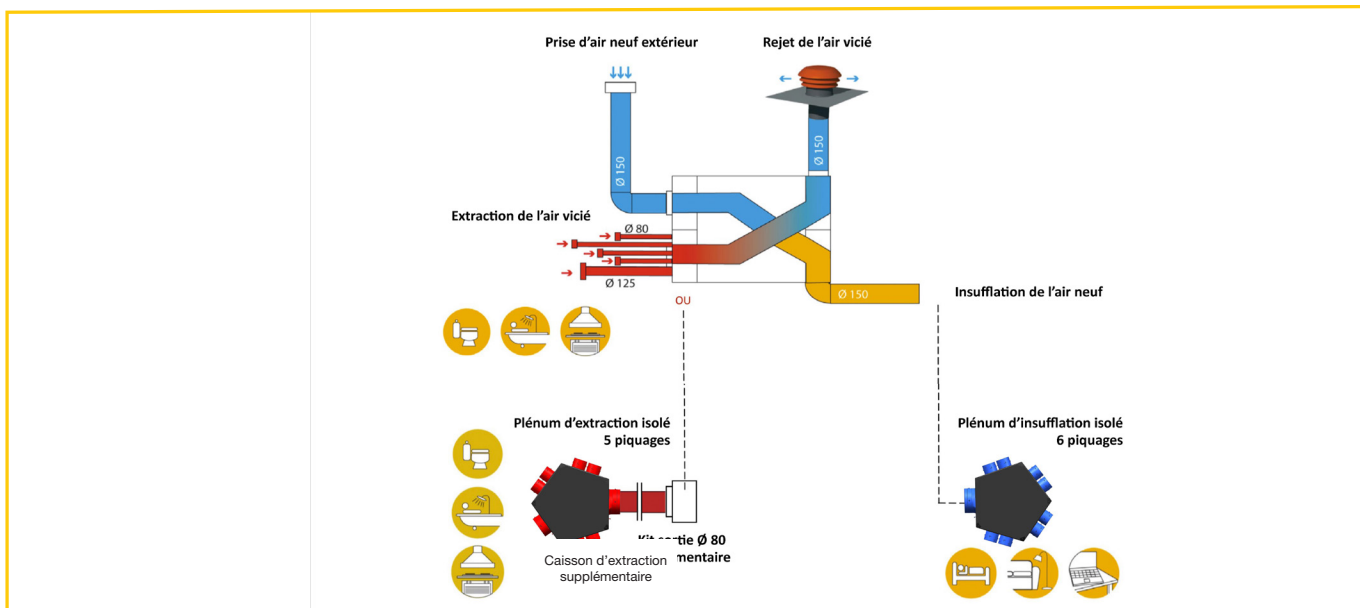 Prise d'air neuf extérieur
Rejet de l'air vicié
Ø 150
Ø 150
Extraction de l'air vicié
Ø 80
Ø 125
Ø 150
Insufflation de l'air neuf
OU
Plénum d'extraction isolé
5 piquages
Plénum d'insufflation isolé
6 piquages
Ø 80
Caisson d'extraction
supplémentaire